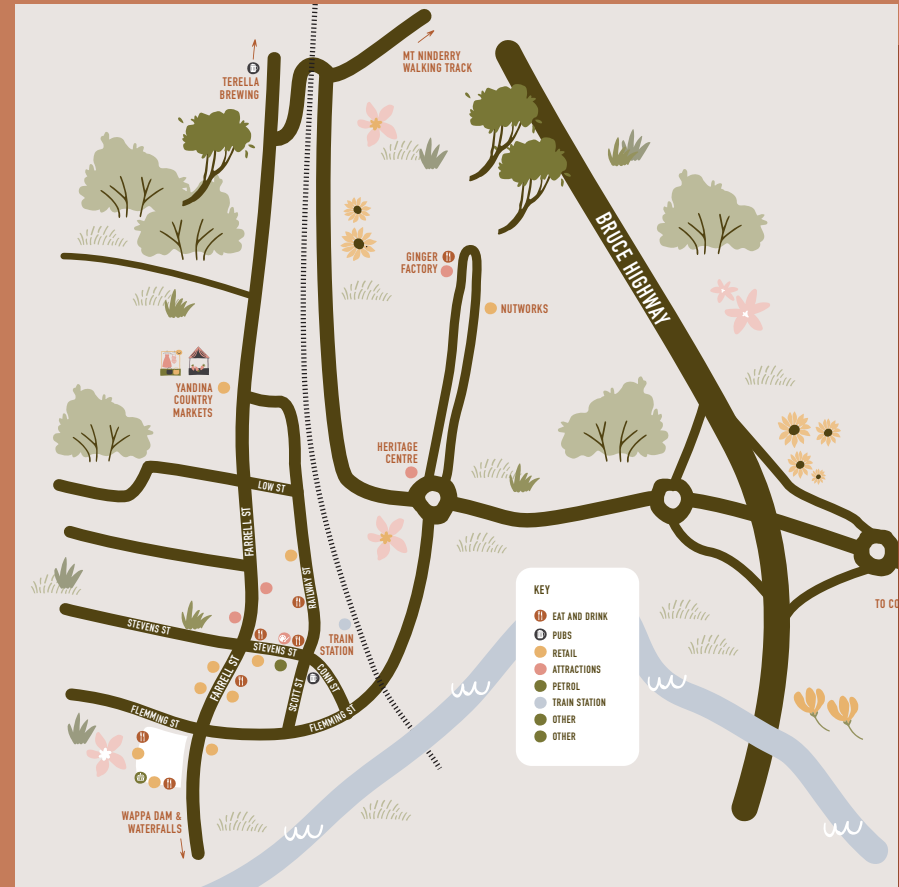 MT NINDERRY
WALKING TRACK
TERELLA
BREWING
BRUCE HIGHWAY
GINGER
FACTORY
NUTWORKS
YANDINA
COUNTRY
MARKETS
HERITAGE
CENTRE
LOW ST
FARRELL ST
RAILWAY ST
TO CO
STEVENS ST
STEVENS ST
TRAIN
STATION
FARRELL ST
SCOTT ST
CONN ST
FLEMMING ST
FLEMMING ST
WAPPA DAM &
WATERFALLS
KEY
EAT AND DRINK
PUBS
RETAIL
ATTRACTIONS
PETROL
TRAIN STATION
OTHER
OTHER